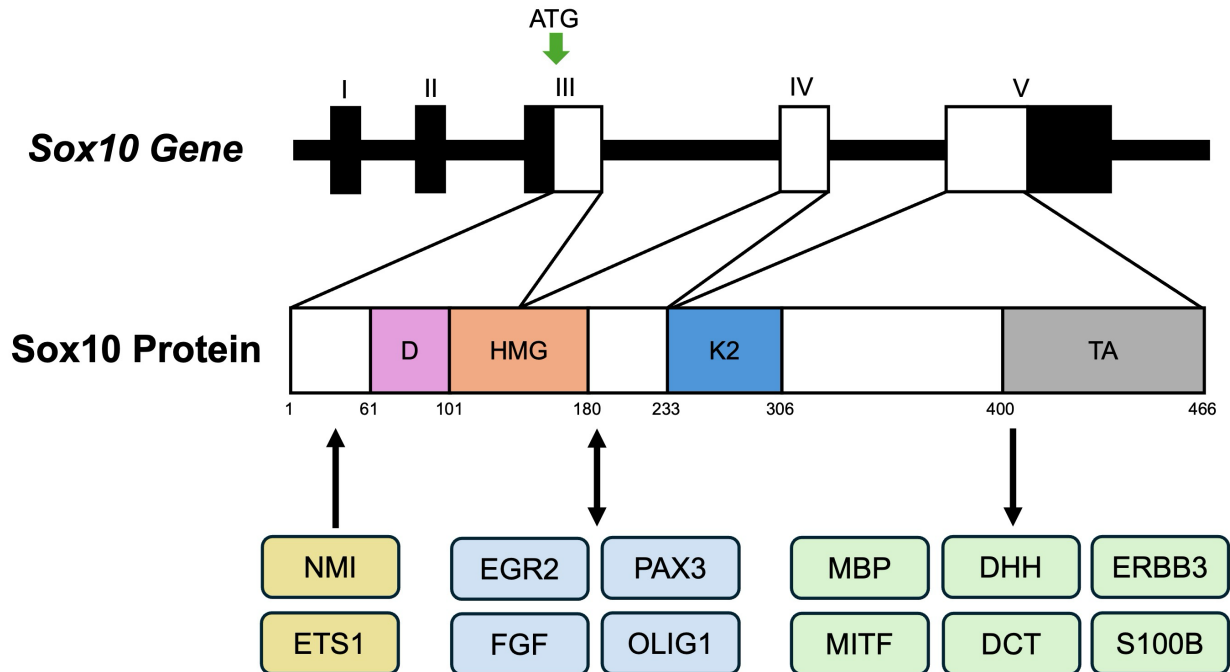 ATG
I II III IV V
Sox10 Gene
Sox10 Protein
D HMG K2 TA
1 61 101 180 233 306 400 466
NMI EGR2 PAX3 MBP DHH ERBB3
ETS1 FGF OLIG1 MITF DCT S100B